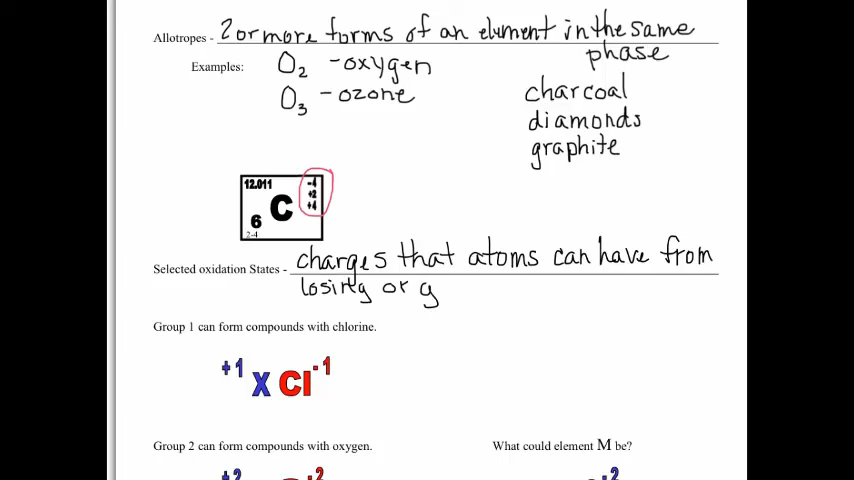 Allotropes - 2 or more forms of an element in the same
phase
Examples: O2 - oxygen
O3 - ozone
charcoal
diamonds
graphite
12.011
-4
+2
+4
C
6
2-4
Selected oxidation States - charges that atoms can have from
losing or g
Group 1 can form compounds with chlorine.
+1 X Cl -1
Group 2 can form compounds with oxygen.
What could element M be?
+2
+2
+2